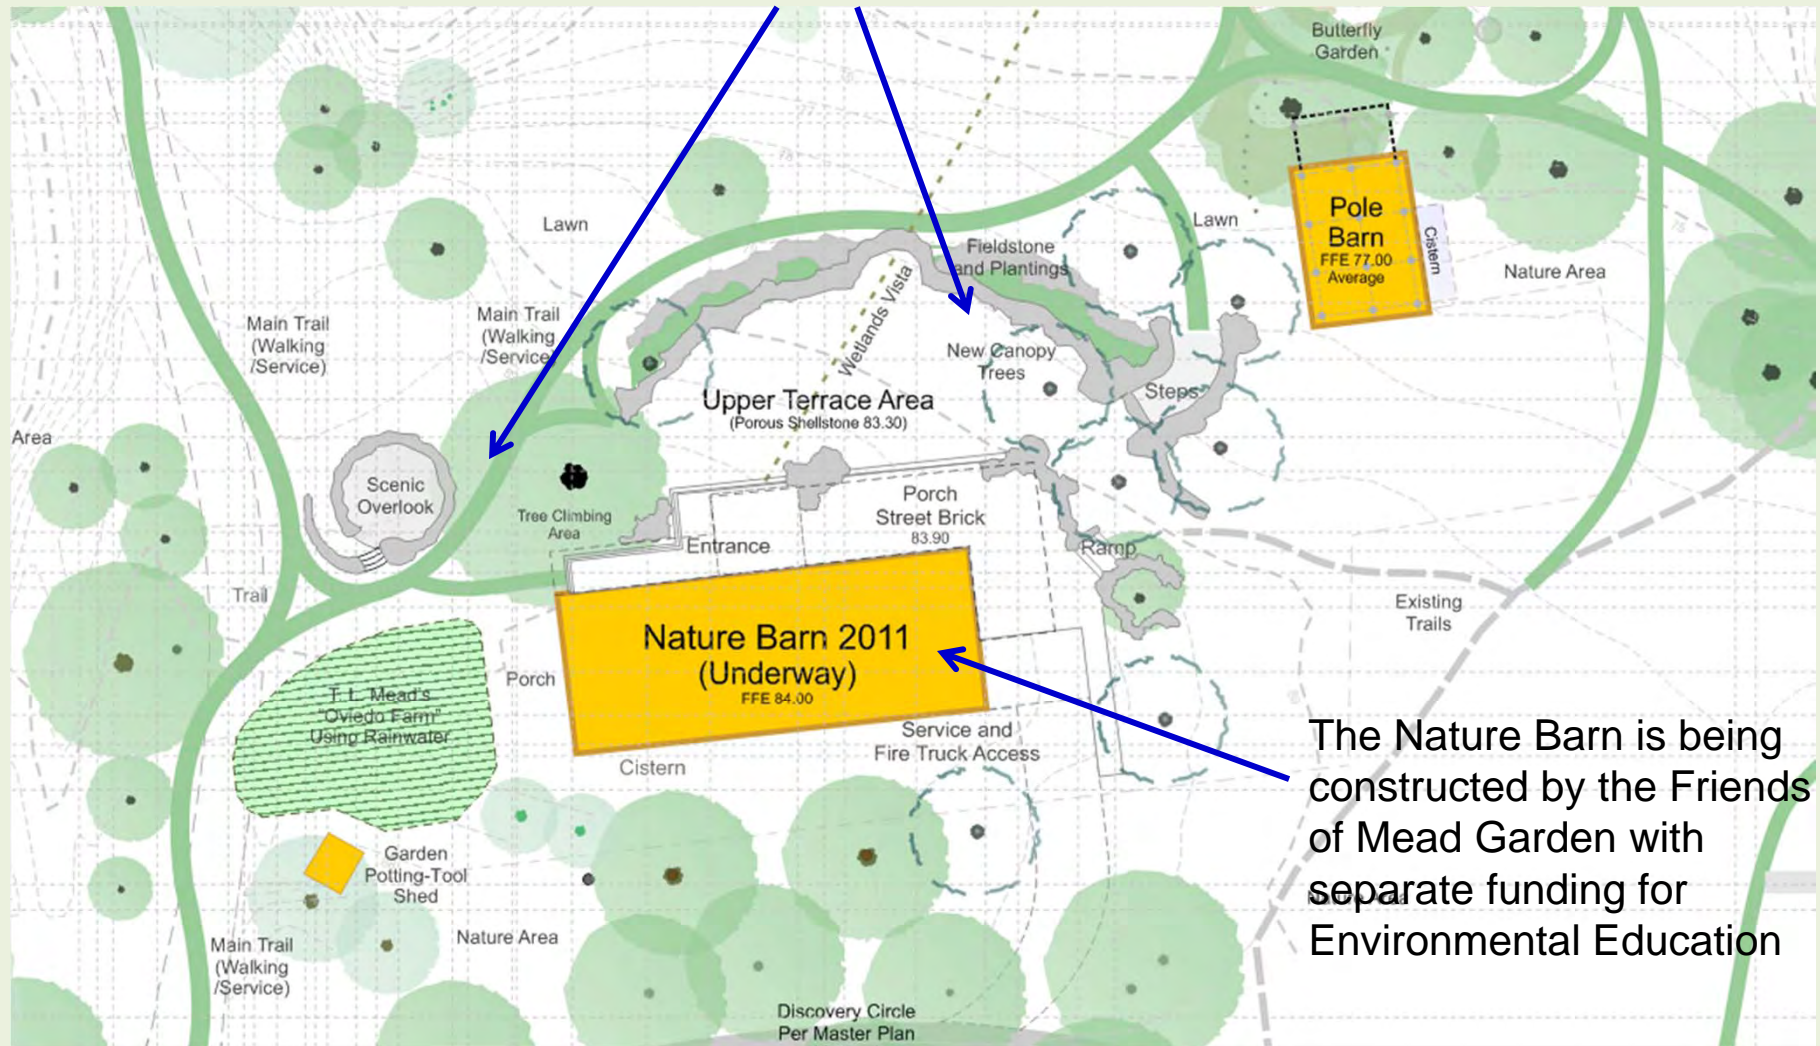 Butterfly
Garden
Lawn
Lawn
Pole
Barn
FFE 77.00
Average
Cistern
Nature Area
Fieldstone
and Plantings
Main Trail
(Walking
/Service)
Main Trail
(Walking
/Service)
Wetlands Vista
New Canopy
Trees
Steps
Upper Terrace Area
(Porous Shellstone 83.30)
Area
Scenic
Overlook
Tree Climbing
Area
Porch
Street Brick
83.90
Entrance
Ramp
Trail
Existing
Trails
Nature Barn 2011
(Underway)
FFE 84.00
Porch
T. L. Mead's
"Oviedo Farm"
Using Rainwater
Service and
Fire Truck Access
Cistern
The Nature Barn is being
constructed by the Friends
of Mead Garden with
separate funding for
Environmental Education
Garden
Potting-Tool
Shed
Nature Area
Main Trail
(Walking
/Service)
Discovery Circle
Per Master Plan